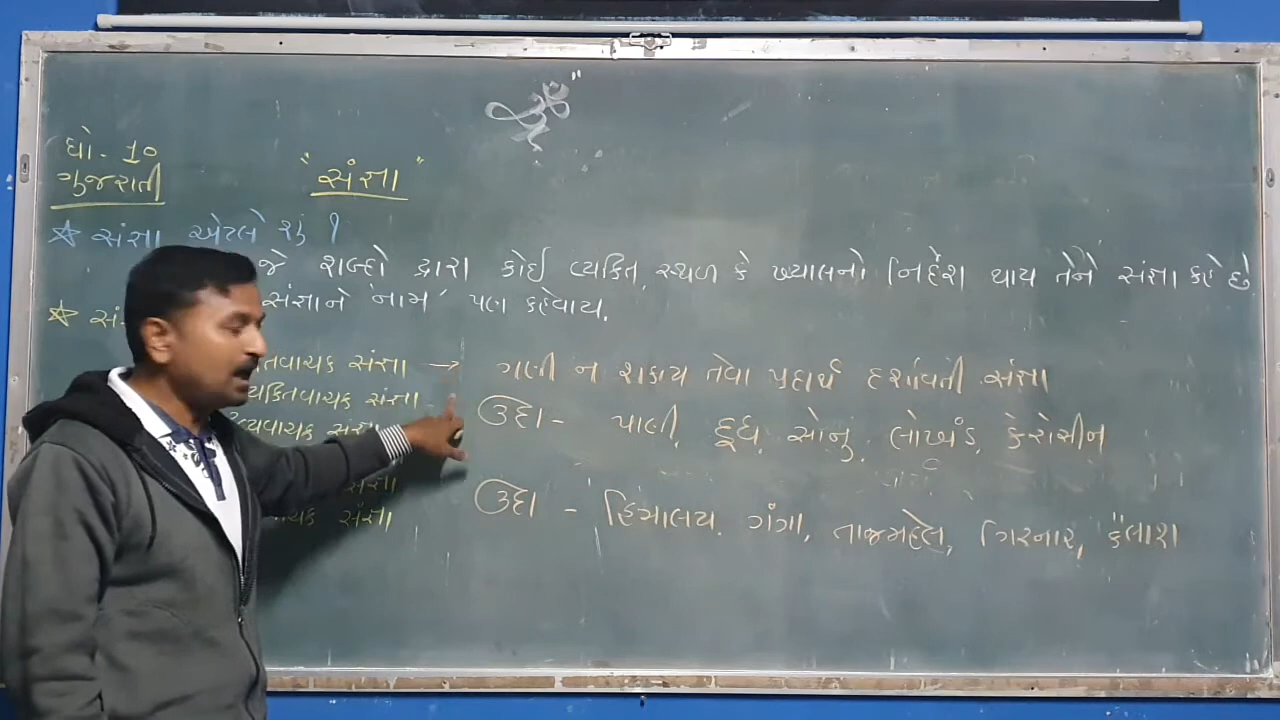 ધો. 10
ગુજરાતી
"સંજ્ઞા"
★ સંજ્ઞા એટલે શું ?
જે શબ્દો દ્રારા કોઈ વ્યકિત, સ્થળ કે ખ્યાલનો નિર્દેશ થાય તેને સંજ્ઞા કહે છે
સંજ્ઞાને 'નામ' પણ કહેવાય.
★
સંજ્ઞા → ગણી ન શકાય તેવા પદાર્થ દર્શાવતી સંજ્ઞા
વ્યકિતવાચક સંજ્ઞા -
ઉદા - પાણી, દૂધ, સોનુ, લોખંડ, કેરોસીન
સંજ્ઞા
સંજ્ઞા
સંજ્ઞા
ઉદા - હિમાલય, ગંગા, તાજમહેલ, ગિરનાર, કૈલાશ